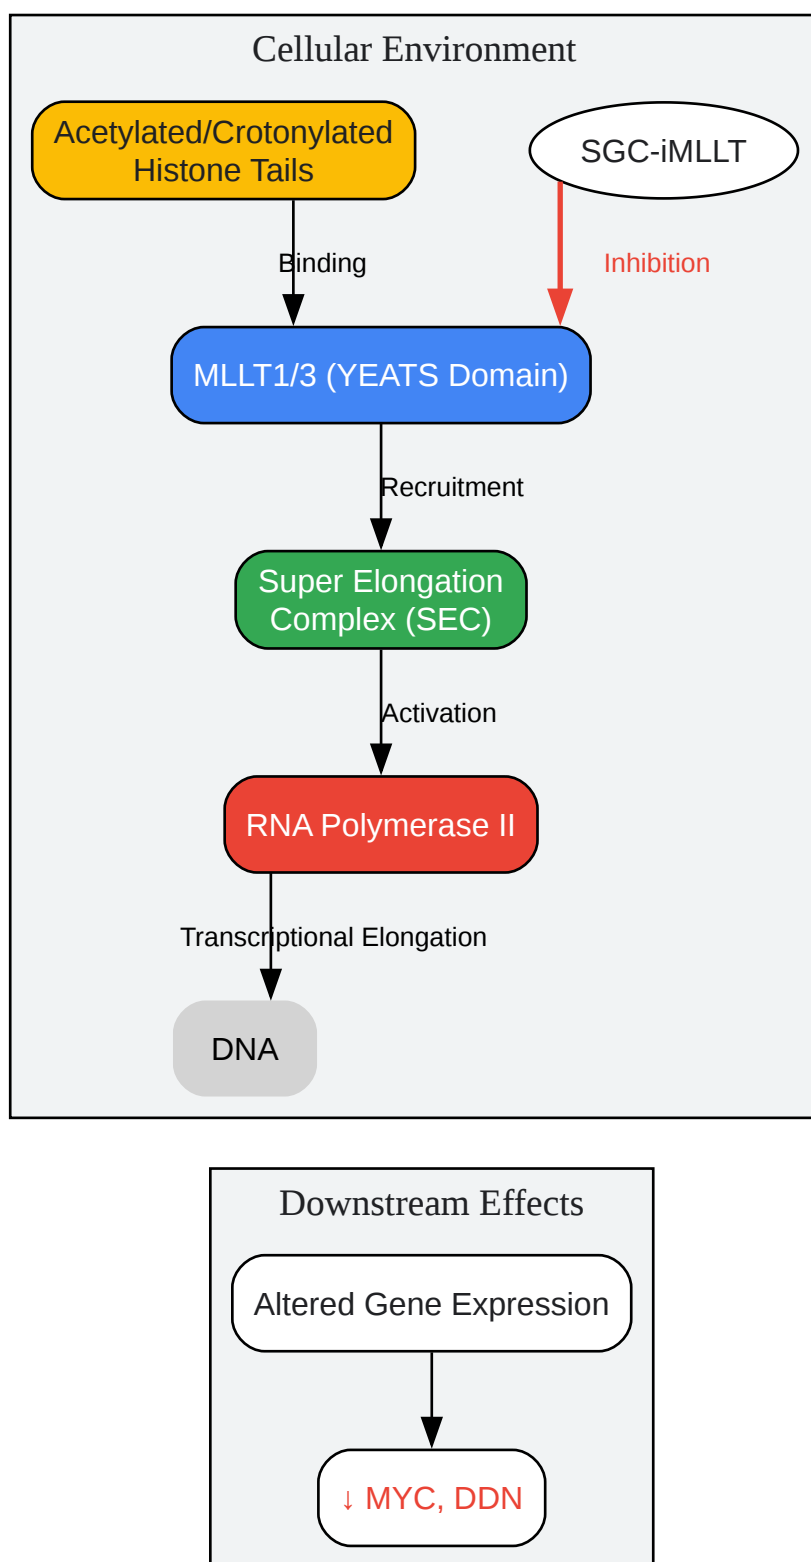 Cellular Environment
Acetylated/Crotonylated
Histone Tails
SGC-iMLLT
Binding
Inhibition
MLLT1/3 (YEATS Domain)
Recruitment
Super Elongation
Complex (SEC)
Activation
RNA Polymerase II
Transcriptional Elongation
DNA
Downstream Effects
Altered Gene Expression
↓ MYC, DDN